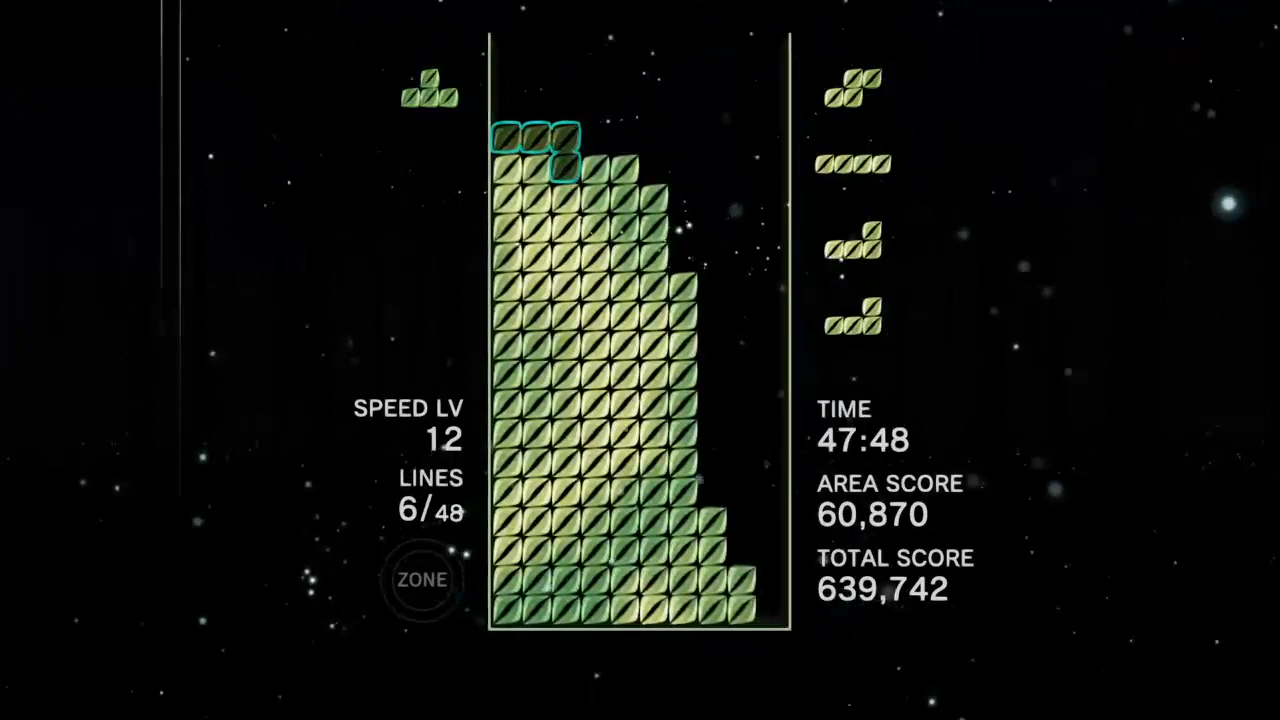 SPEED LV
12
LINES
6/48
ZONE
TIME
47:48
AREA SCORE
60,870
TOTAL SCORE
639,742